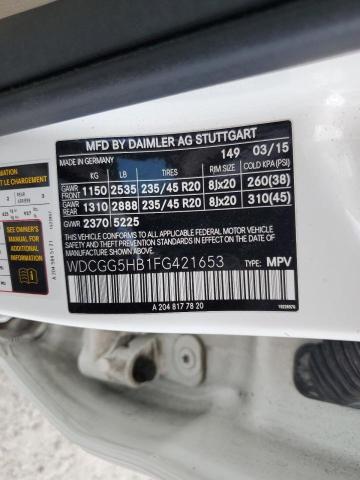 MFD BY DAIMLER AG STUTTGART
MADE IN GERMANY 149 03/15
KG LB TIRES RIM SIZE COLD KPA (PSI)
GAWR FRONT 1150 2535 235/45 R20 8Jx20 260(38)
GAWR REAR 1310 2888 235/45 R20 8Jx20 310(45)
GVWR 2370 5225
THIS VEHICLE CONFORMS TO ALL APPLICABLE FEDERAL MOTOR VEHICLE SAFETY STANDARDS IN EFFECT ON THE DATE OF MANUFACTURE SHOWN ABOVE
WDCGG5HB1FG421653 TYPE: MPV
A 204 817 78 20
LE CHARGEMENT
SEE OWNER'S MANUAL FOR ADDITIONAL INFORMATION